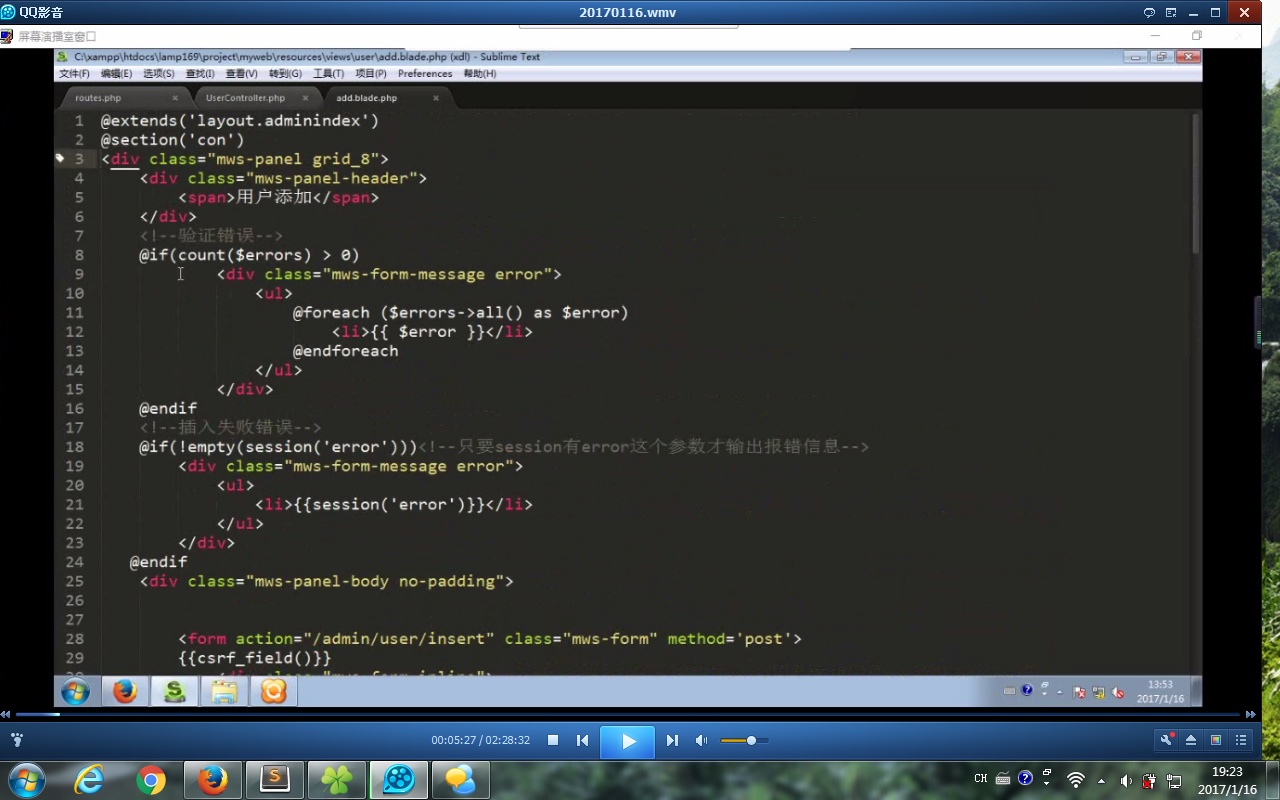 QQ影音
20170116.wmv
屏幕演播室窗口
C:\xampp\htdocs\lamp169\project\myweb\resources\views\user\add.blade.php (xdl) - Sublime Text
文件(F) 编辑(E) 选项(S) 查找(I) 查看(V) 转到(G) 工具(T) 项目(P) Preferences 帮助(H)
routes.php × UserController.php × add.blade.php ×
1 @extends('layout.adminindex')
2 @section('con')
3 <div class="mws-panel grid_8">
4 <div class="mws-panel-header">
5 <span>用户添加</span>
6 </div>
7 <!--验证错误-->
8 @if(count($errors) > 0)
9 <div class="mws-form-message error">
10 <ul>
11 @foreach ($errors->all() as $error)
12 <li>{{ $error }}</li>
13 @endforeach
14 </ul>
15 </div>
16 @endif
17 <!--插入失败错误-->
18 @if(!empty(session('error')))<!--只要session有error这个参数才输出报错信息-->
19 <div class="mws-form-message error">
20 <ul>
21 <li>{{session('error')}}</li>
22 </ul>
23 </div>
24 @endif
25 <div class="mws-panel-body no-padding">
26
27
28 <form action="/admin/user/insert" class="mws-form" method='post'>
29 {{csrf_field()}}
13:53
2017/1/16
00:05:27 / 02:28:32
CH
19:23
2017/1/16